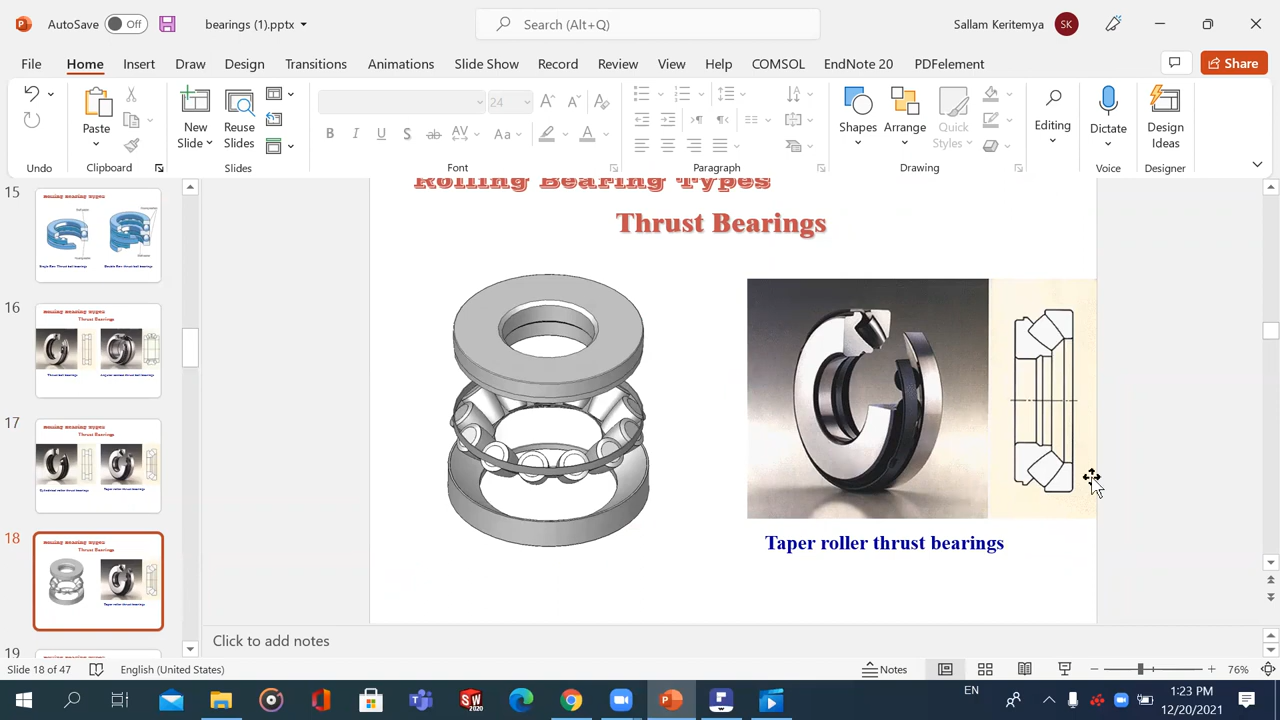 AutoSave Off bearings (1).pptx Search (Alt+Q) Sallam Keritemya SK
File Home Insert Draw Design Transitions Animations Slide Show Record Review View Help COMSOL EndNote 20 PDFelement Share
24
Paste New Slide Reuse Slides Shapes Arrange Quick Styles Editing Dictate Design Ideas
Undo Clipboard Slides Font Paragraph Drawing Voice Designer
15
16
17
18
19
Rolling Bearing Types
Thrust Bearings
Taper roller thrust bearings
Click to add notes
Slide 18 of 47 English (United States) Notes 76%
EN 1:23 PM
12/20/2021